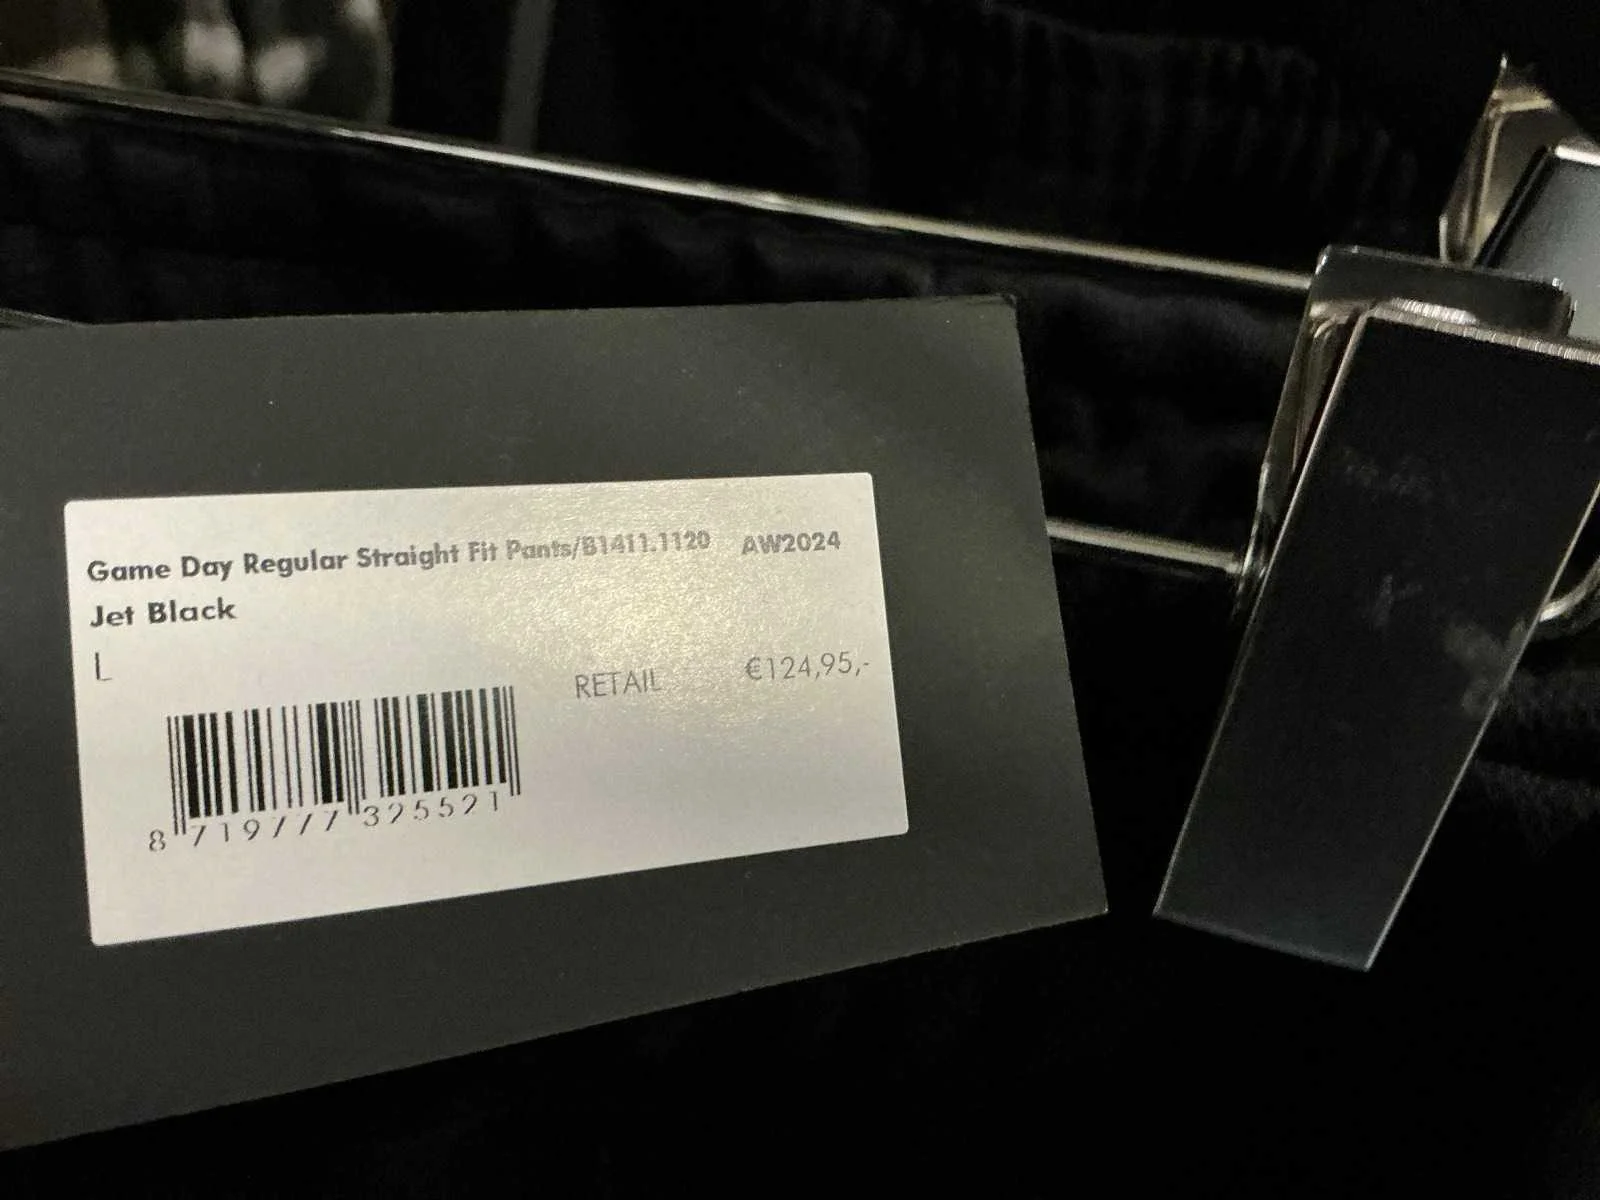 Game Day Regular Straight Fit Pants/B1411.1120 AW2024
Jet Black
L
RETAIL €124,95,-
8 719777 325521